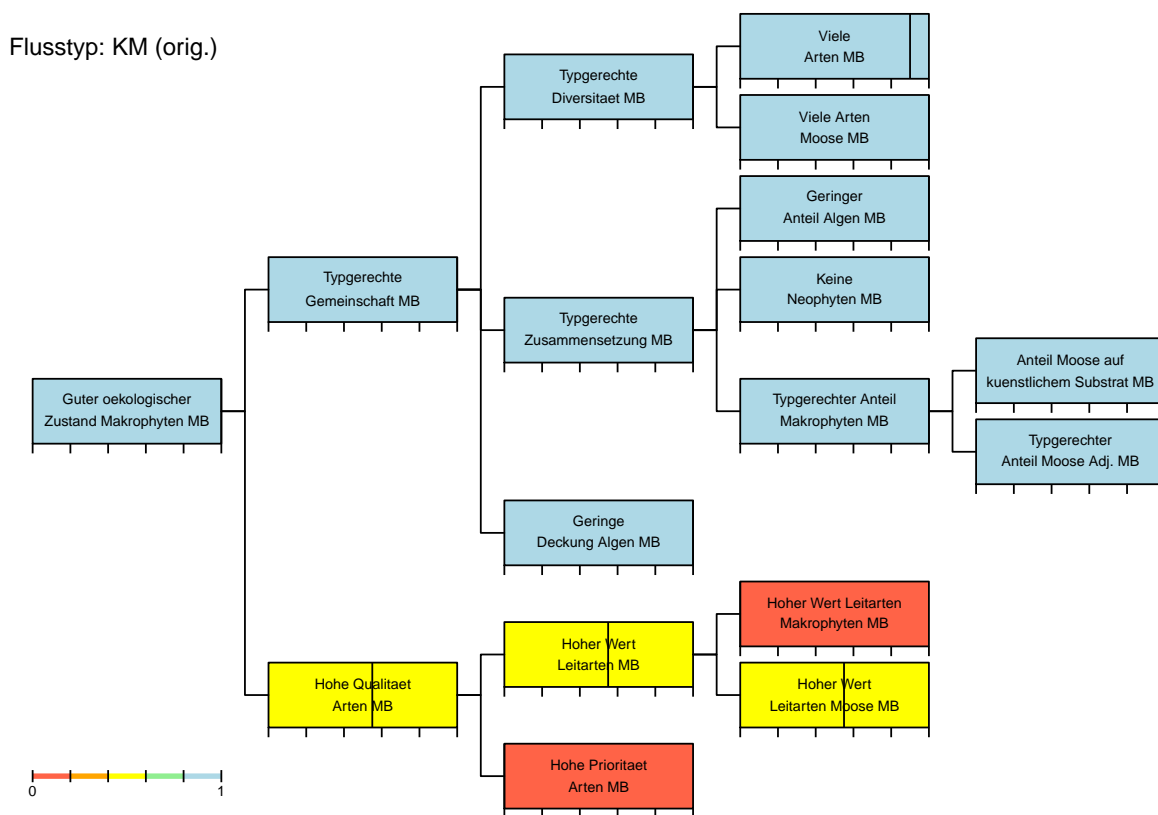 Flusstyp: KM (orig.)
Viele
Arten MB
Typgerechte
Diversitaet MB
Viele Arten
Moose MB
Geringer
Anteil Algen MB
Typgerechte
Gemeinschaft MB
Keine
Neophyten MB
Typgerechte
Zusammensetzung MB
Anteil Moose auf
kuenstlichem Substrat MB
Guter oekologischer
Zustand Makrophyten MB
Typgerechter Anteil
Makrophyten MB
Typgerechter
Anteil Moose Adj. MB
Geringe
Deckung Algen MB
Hoher Wert Leitarten
Makrophyten MB
Hoher Wert
Leitarten MB
Hohe Qualitaet
Arten MB
Hoher Wert
Leitarten Moose MB
Hohe Prioritaet
Arten MB
0 1